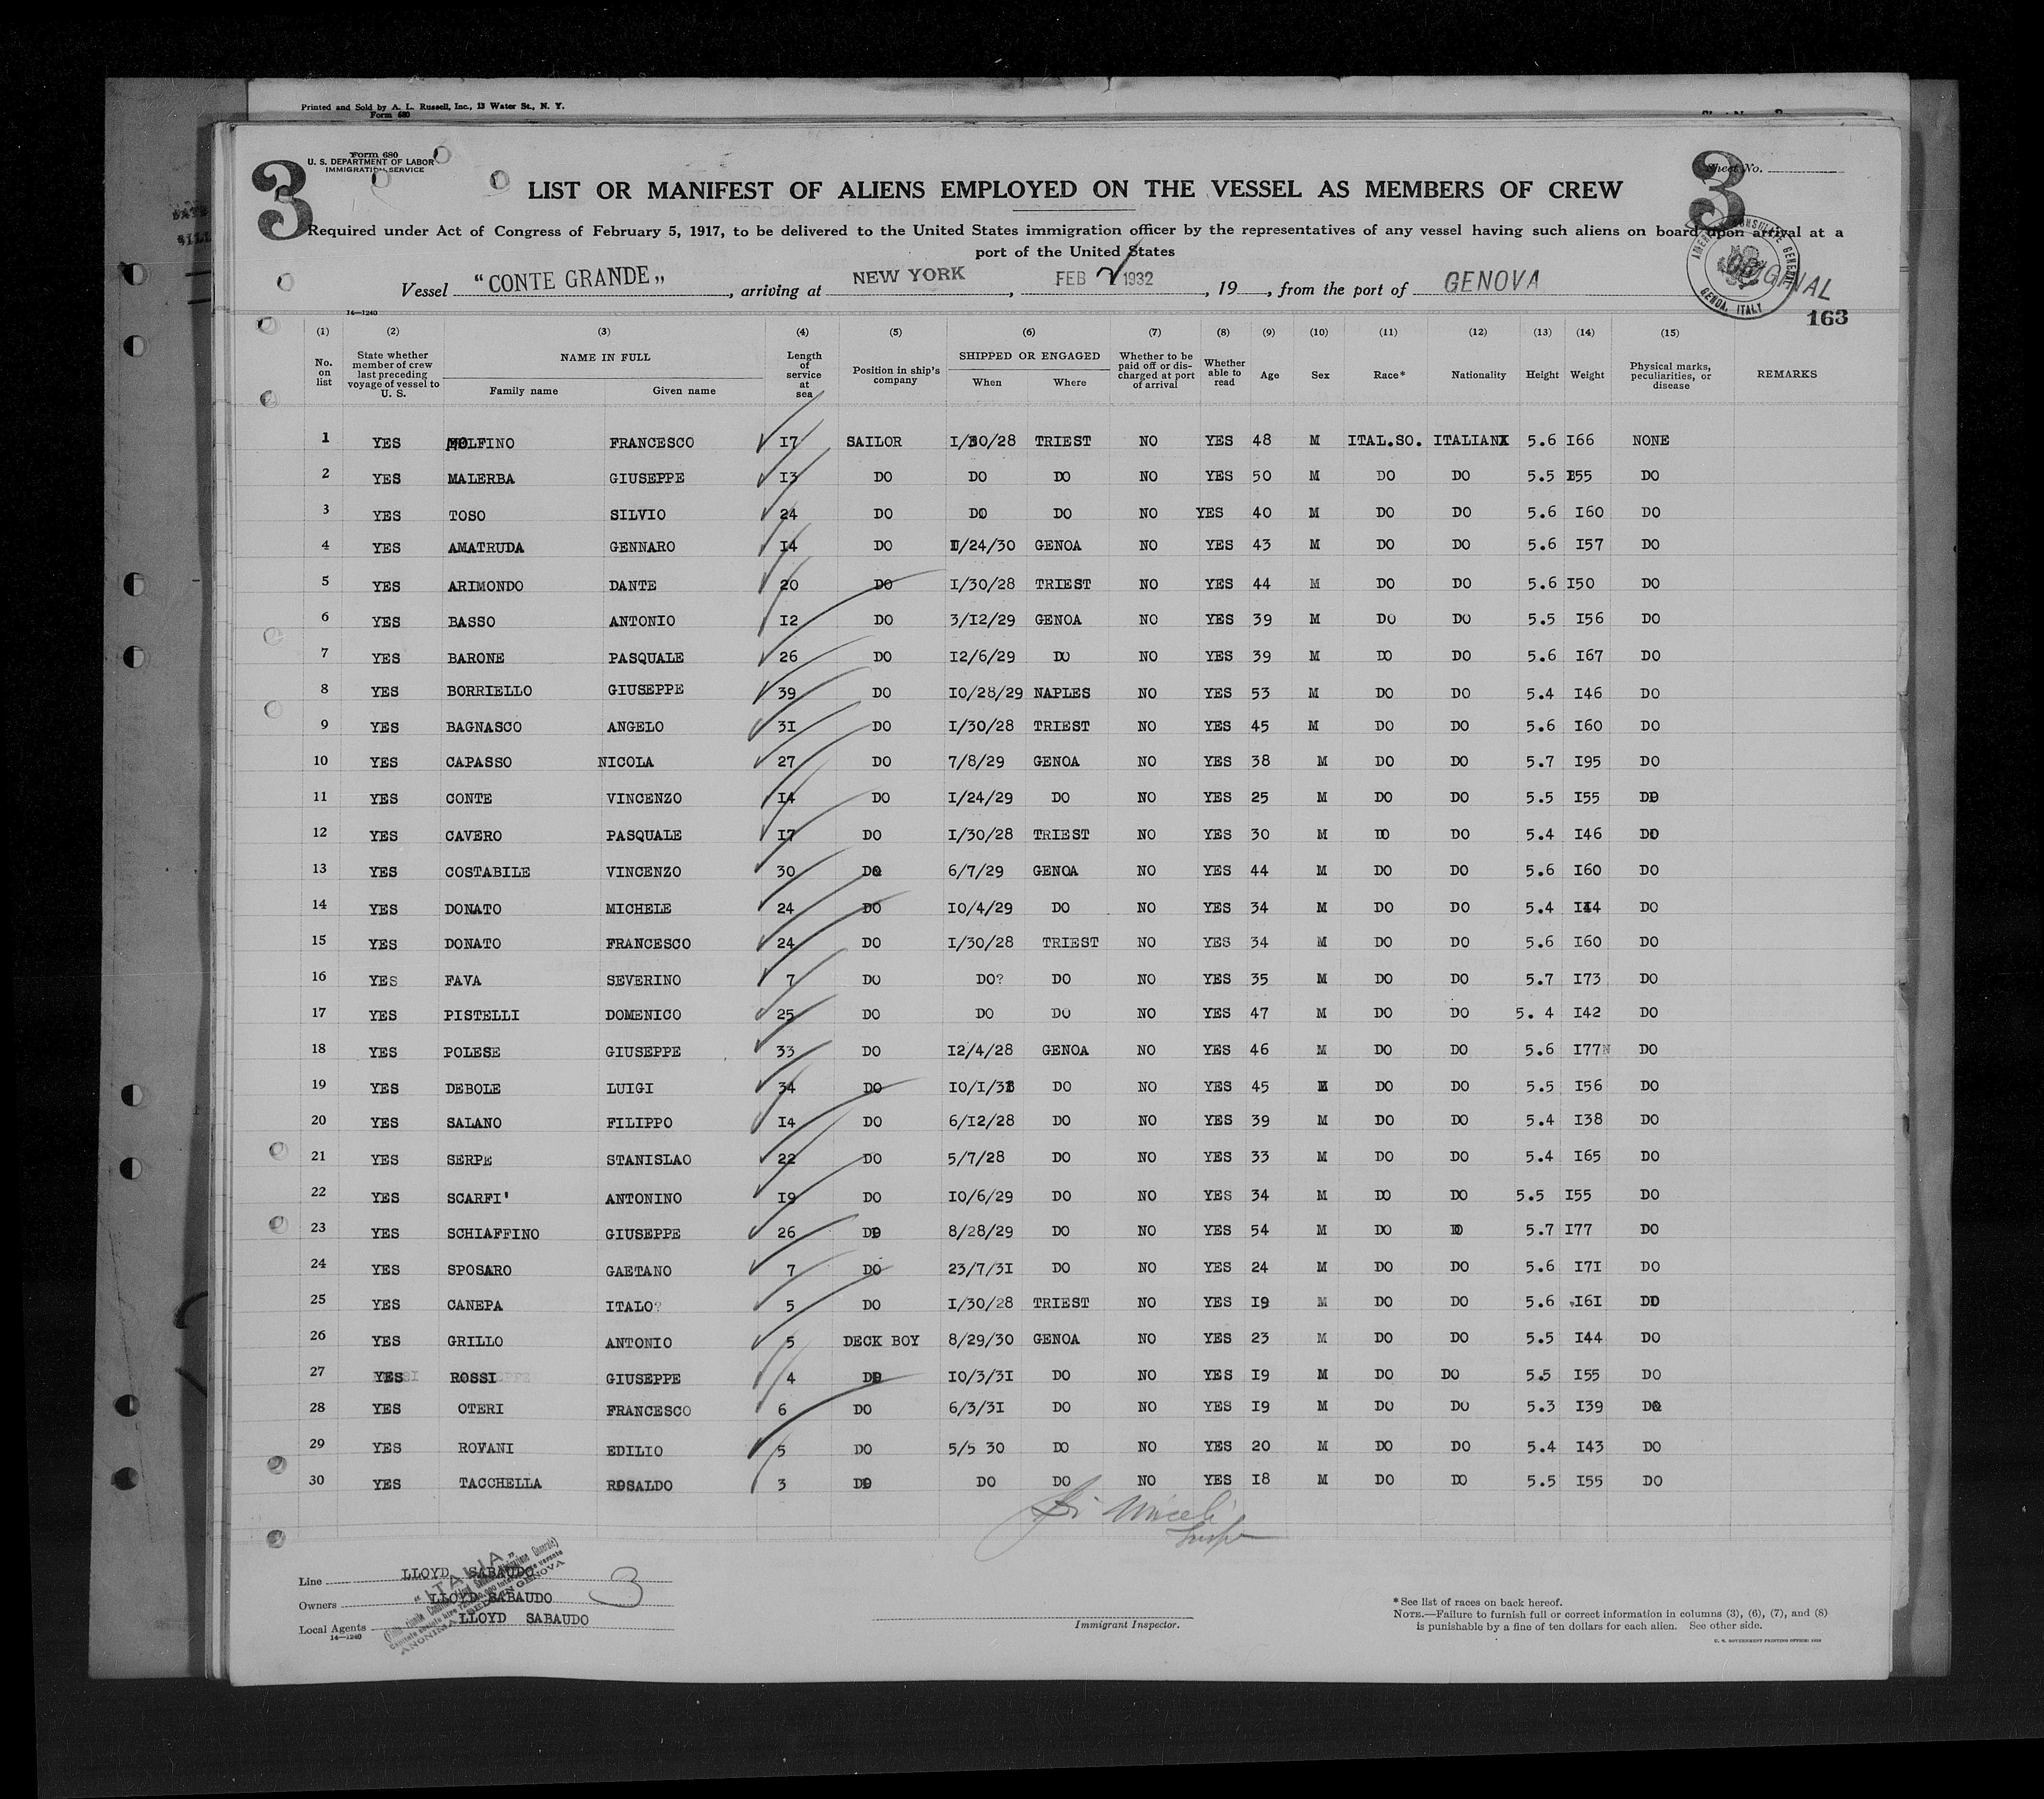 Printed and Sold by A. L. Russell, Inc., 13 Water St., N. Y.
Form 680
3
Form 680
U. S. DEPARTMENT OF LABOR
IMMIGRATION SERVICE
Sheet No.
3
LIST OR MANIFEST OF ALIENS EMPLOYED ON THE VESSEL AS MEMBERS OF CREW
Required under Act of Congress of February 5, 1917, to be delivered to the United States immigration officer by the representatives of any vessel having such aliens on board upon arrival at a
port of the United States
Vessel "CONTE GRANDE", arriving at NEW YORK, FEB 2 1932, 19, from the port of GENOVA
AMERICAN CONSULATE GENERAL GENOA, ITALY
ORIGINAL
163
14—1240
(1) (2) (3) (4) (5) (6) (7) (8) (9) (10) (11) (12) (13) (14) (15)
No. on list | State whether member of crew last preceding voyage of vessel to U. S. | NAME IN FULL Family name Given name | Length of service at sea | Position in ship's company | SHIPPED OR ENGAGED When Where | Whether to be paid off or discharged at port of arrival | Whether able to read | Age | Sex | Race* | Nationality | Height | Weight | Physical marks, peculiarities, or disease | REMARKS
1 YES MOLFINO FRANCESCO 17 SAILOR 1/30/28 TRIEST NO YES 48 M ITAL.SO. ITALIAN 5.6 166 NONE
2 YES MALERBA GIUSEPPE 13 DO DO DO NO YES 50 M DO DO 5.5 155 DO
3 YES TOSO SILVIO 24 DO DO DO NO YES 40 M DO DO 5.6 160 DO
4 YES AMATRUDA GENNARO 14 DO /24/30 GENOA NO YES 43 M DO DO 5.6 157 DO
5 YES ARIMONDO DANTE 20 DO 1/30/28 TRIEST NO YES 44 M DO DO 5.6 150 DO
6 YES BASSO ANTONIO 12 DO 3/12/29 GENOA NO YES 39 M DO DO 5.5 156 DO
7 YES BARONE PASQUALE 26 DO 12/6/29 DO NO YES 39 M DO DO 5.6 167 DO
8 YES BORRIELLO GIUSEPPE 39 DO 10/28/29 NAPLES NO YES 53 M DO DO 5.4 146 DO
9 YES BAGNASCO ANGELO 31 DO 1/30/28 TRIEST NO YES 45 M DO DO 5.6 160 DO
10 YES CAPASSO NICOLA 27 DO 7/8/29 GENOA NO YES 38 M DO DO 5.7 195 DO
11 YES CONTE VINCENZO 14 DO 1/24/29 DO NO YES 25 M DO DO 5.5 155 DO
12 YES CAVERO PASQUALE 17 DO 1/30/28 TRIEST NO YES 30 M DO DO 5.4 146 DO
13 YES COSTABILE VINCENZO 30 DO 6/7/29 GENOA NO YES 44 M DO DO 5.6 160 DO
14 YES DONATO MICHELE 24 DO 10/4/29 DO NO YES 34 M DO DO 5.4 144 DO
15 YES DONATO FRANCESCO 24 DO 1/30/28 TRIEST NO YES 34 M DO DO 5.6 160 DO
16 YES FAVA SEVERINO 7 DO DO? DO NO YES 35 M DO DO 5.7 173 DO
17 YES PISTELLI DOMENICO 25 DO DO DO NO YES 47 M DO DO 5. 4 142 DO
18 YES POLESE GIUSEPPE 33 DO 12/4/28 GENOA NO YES 46 M DO DO 5.6 177 DO
19 YES DEBOLE LUIGI 34 DO DO NO YES 45 M DO DO 5.5 156 DO
20 YES SALANO FILIPPO 14 DO 6/12/28 DO NO YES 39 M DO DO 5.4 138 DO
21 YES SERPE STANISLAO 22 DO 5/7/28 DO NO YES 33 M DO DO 5.4 165 DO
22 YES SCARFI' ANTONINO 19 DO 10/6/29 DO NO YES 34 M DO DO 5.5 155 DO
23 YES SCHIAFFINO GIUSEPPE 26 DO 8/28/29 DO NO YES 54 M DO DO 5.7 177 DO
24 YES SPOSARO GAETANO 7 DO 23/7/31 DO NO YES 24 M DO DO 5.6 171 DO
25 YES CANEPA ITALO? 5 DO 1/30/28 TRIEST NO YES 19 M DO DO 5.6 161 DO
26 YES GRILLO ANTONIO 5 DECK BOY 8/29/30 GENOA NO YES 23 M DO DO 5.5 144 DO
27 YES ROSSI GIUSEPPE 4 DO 10/3/31 DO NO YES 19 M DO DO 5.5 155 DO
28 YES OTERI FRANCESCO 6 DO 6/3/31 DO NO YES 19 M DO DO 5.3 139 DO
29 YES ROVANI EDILIO 5 DO 5/5 30 DO NO YES 20 M DO DO 5.4 143 DO
30 YES TACCHELLA ROSALDO 3 DO DO DO NO YES 18 M DO DO 5.5 155 DO
Line LLOYD SABAUDO
Owners LLOYD SABAUDO
Local Agents LLOYD SABAUDO
14—1240
"ITALIA"
3
Immigrant Inspector.
*See list of races on back hereof.
NOTE.—Failure to furnish full or correct information in columns (3), (6), (7), and (8)
is punishable by a fine of ten dollars for each alien. See other side.